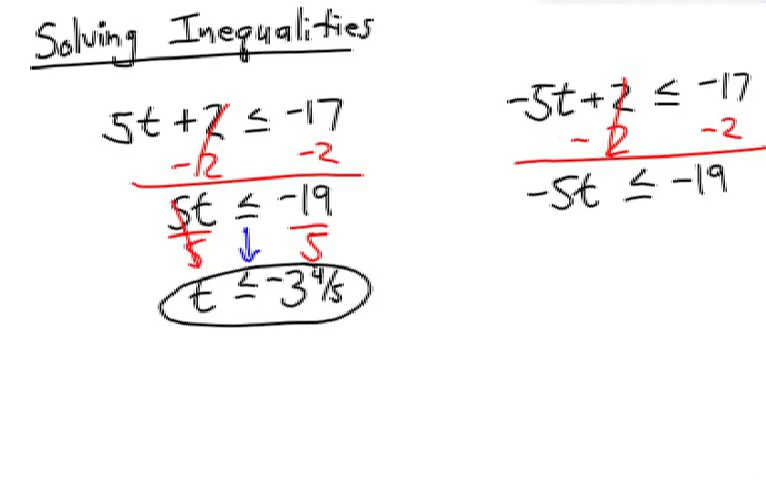 Solving Inequalities
5t + 2 ≤ -17
-2 -2
5t ≤ -19
5 5
t ≤ -3 4/5
-5t + 2 ≤ -17
-2 -2
-5t ≤ -19